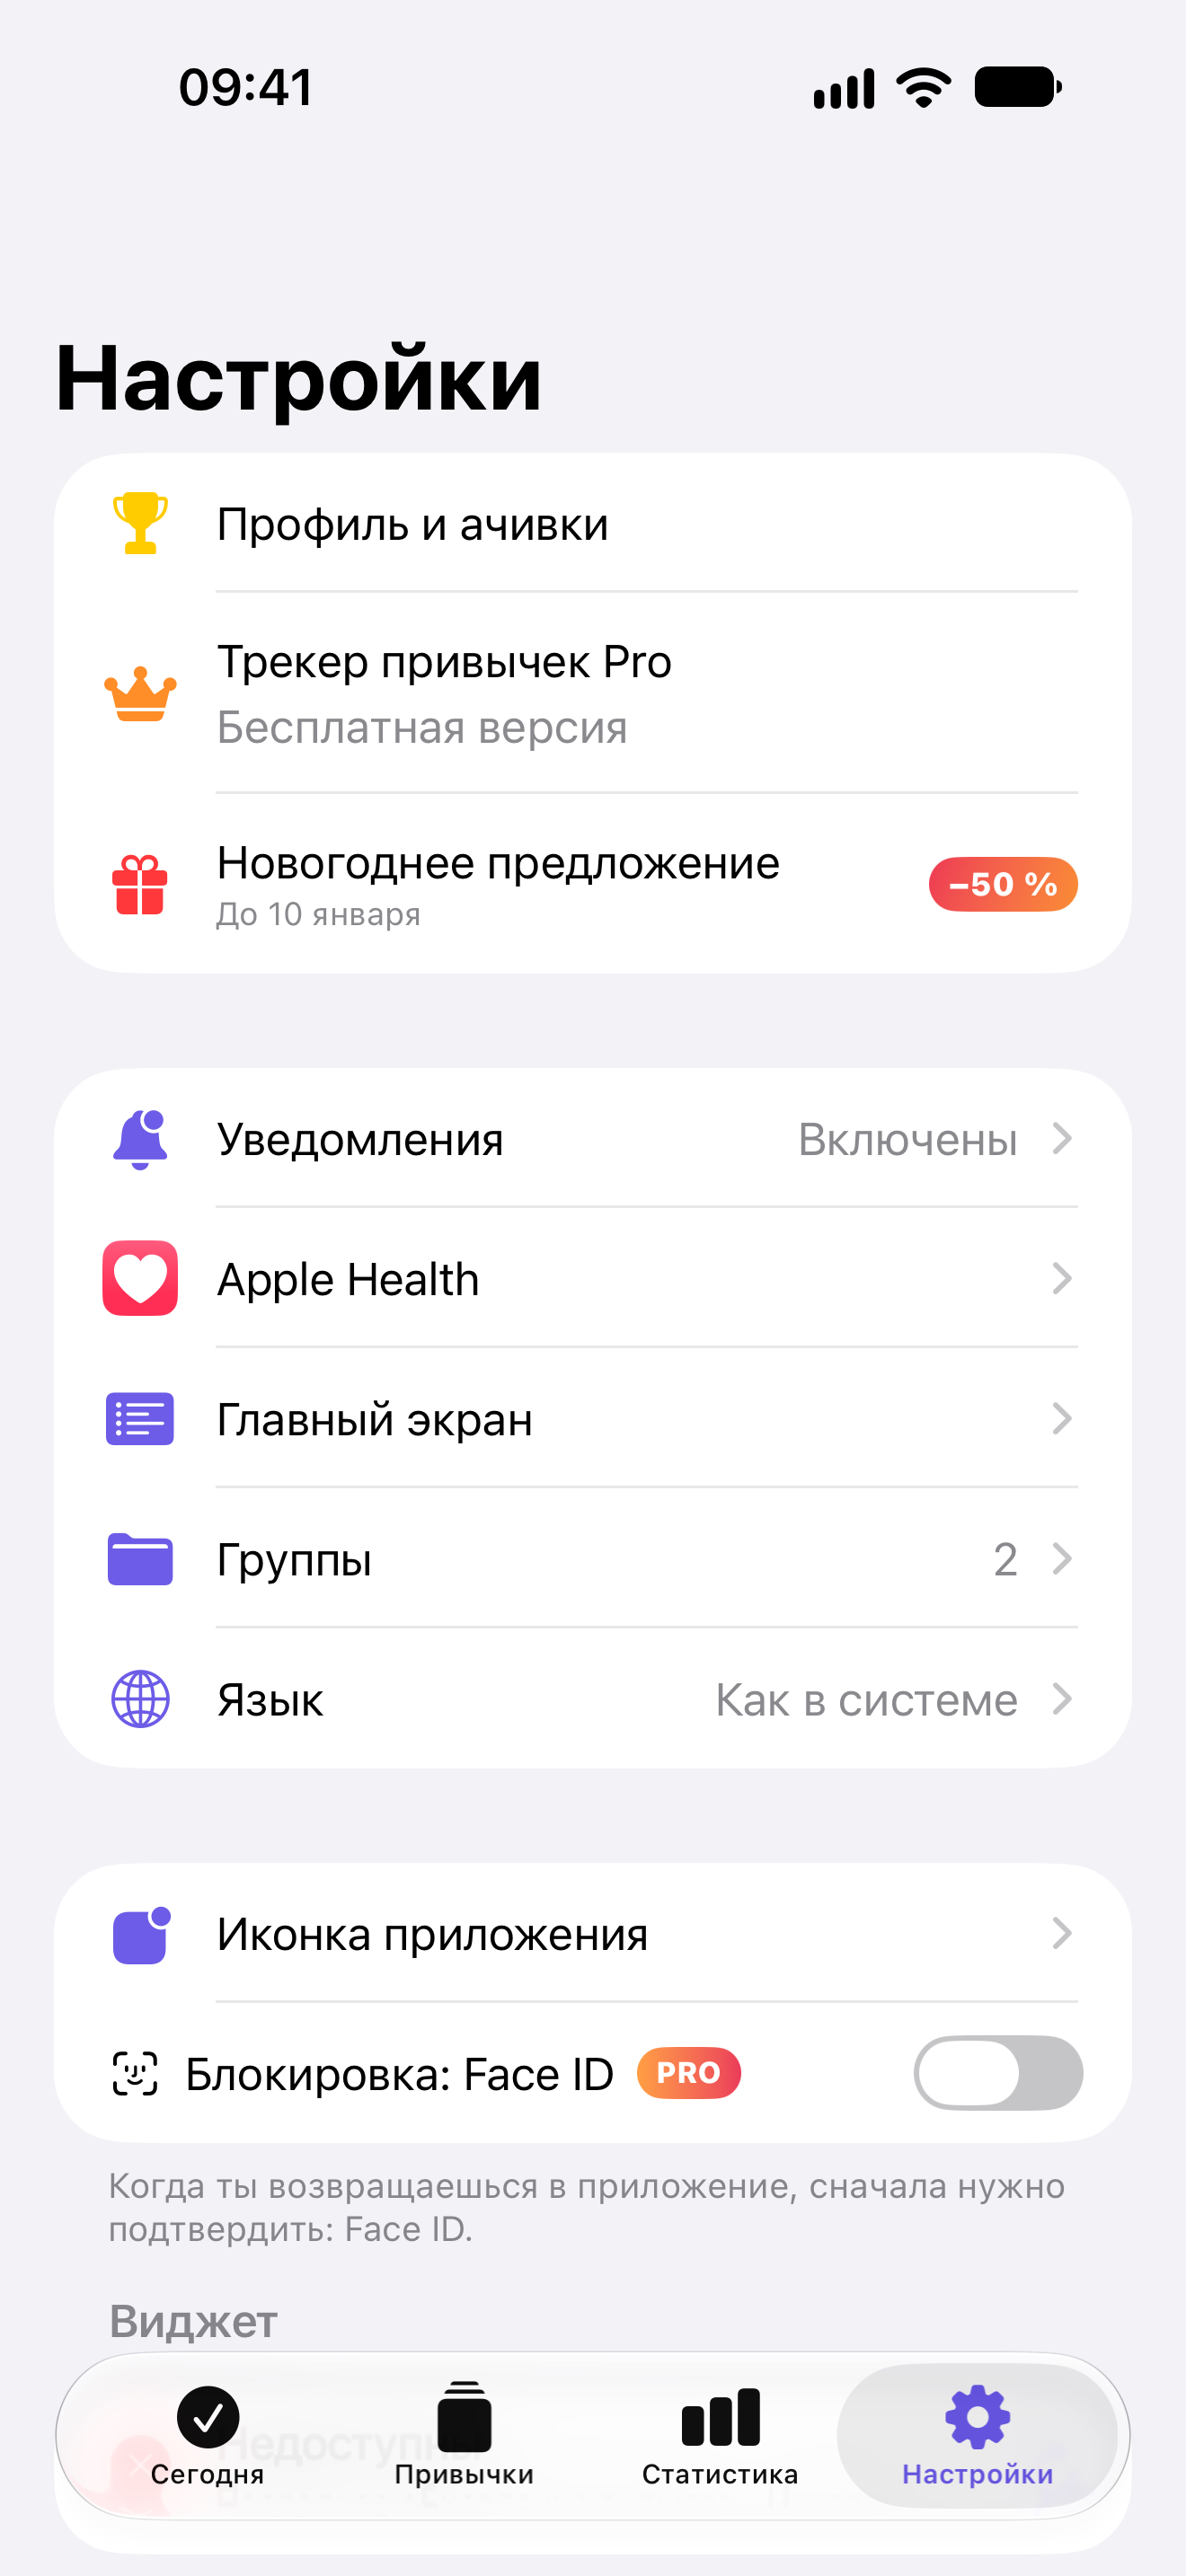 09:41
Настройки
Профиль и ачивки
Трекер привычек Pro
Бесплатная версия
Новогоднее предложение
До 10 января
−50 %
Уведомления
Включены
Apple Health
Главный экран
Группы
2
Язык
Как в системе
Иконка приложения
Блокировка: Face ID
PRO
Когда ты возвращаешься в приложение, сначала нужно
подтвердить: Face ID.
Виджет
Сегодня
Привычки
Статистика
Настройки